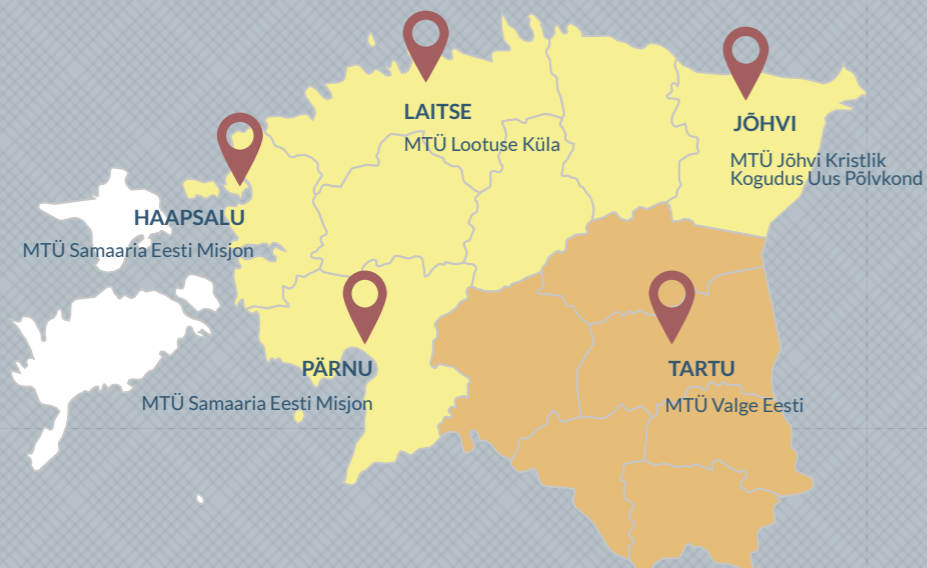 LAITSE
MTÜ Lootuse Küla
JÕHVI
MTÜ Jõhvi Kristlik
Kogudus Uus Põlvkond
HAAPSALU
MTÜ Samaaria Eesti Misjon
PÄRNU
MTÜ Samaaria Eesti Misjon
TARTU
MTÜ Valge Eesti